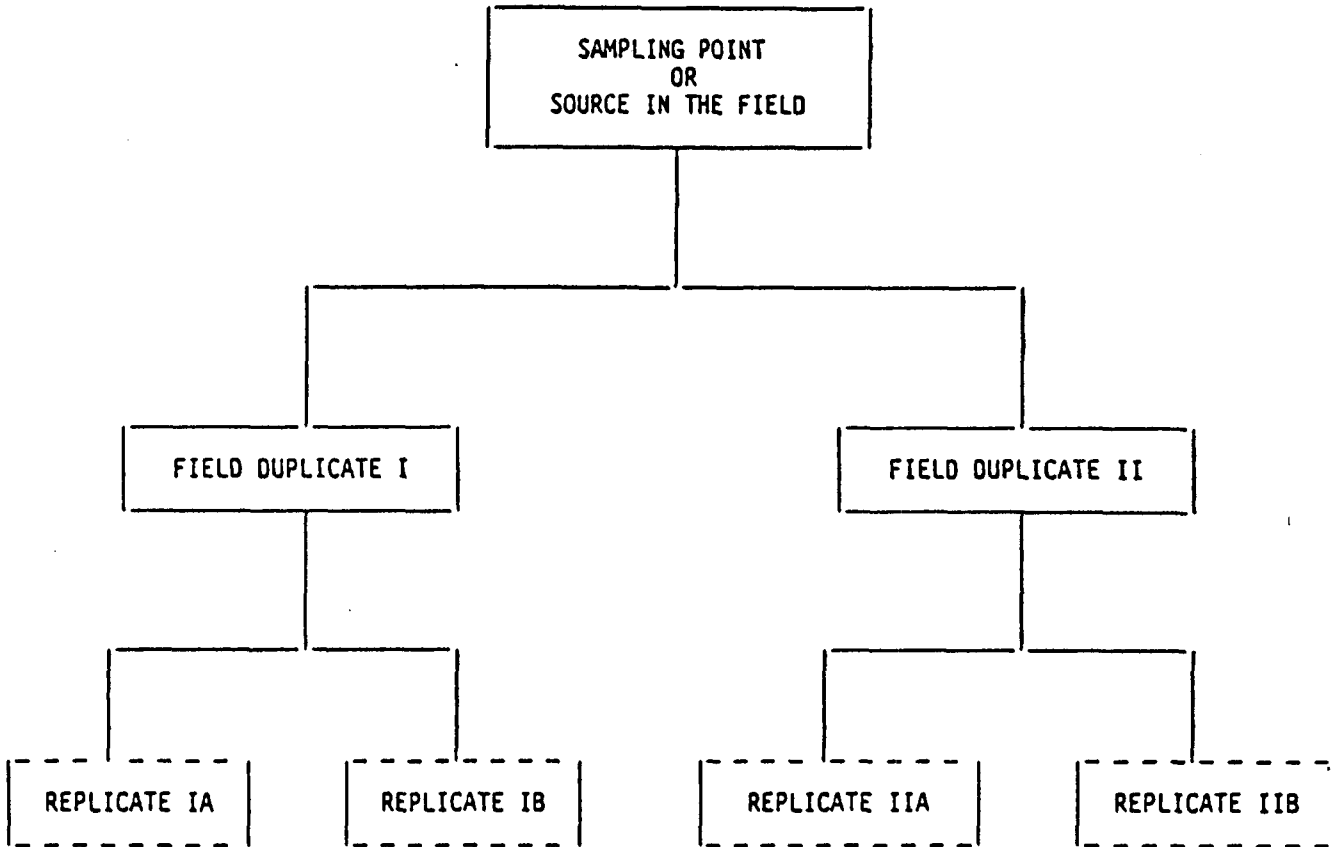 SAMPLING POINT
OR
SOURCE IN THE FIELD
FIELD DUPLICATE I
FIELD DUPLICATE II
REPLICATE IA
REPLICATE IB
REPLICATE IIA
REPLICATE IIB